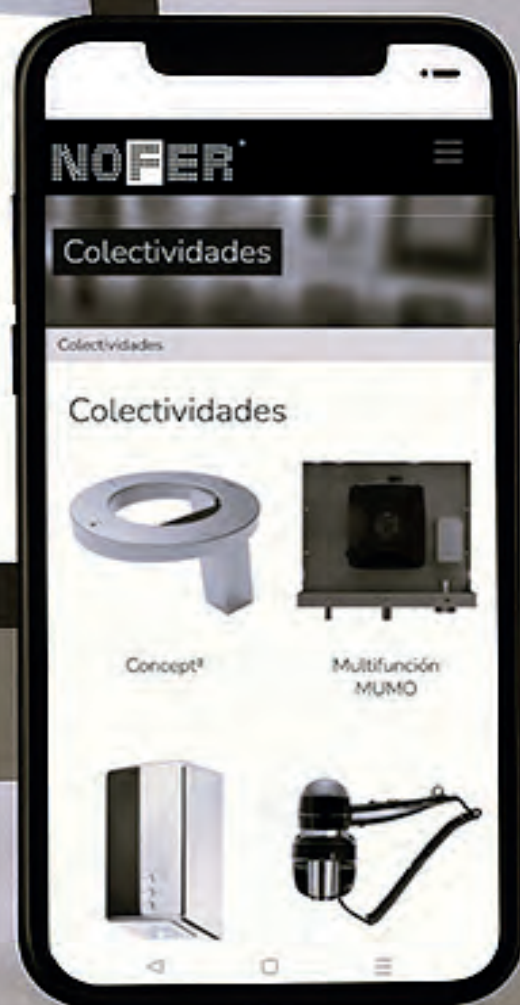 NOFER
Colectividades
Colectividades
Colectividades
Concept³
Multifunción
MUMO